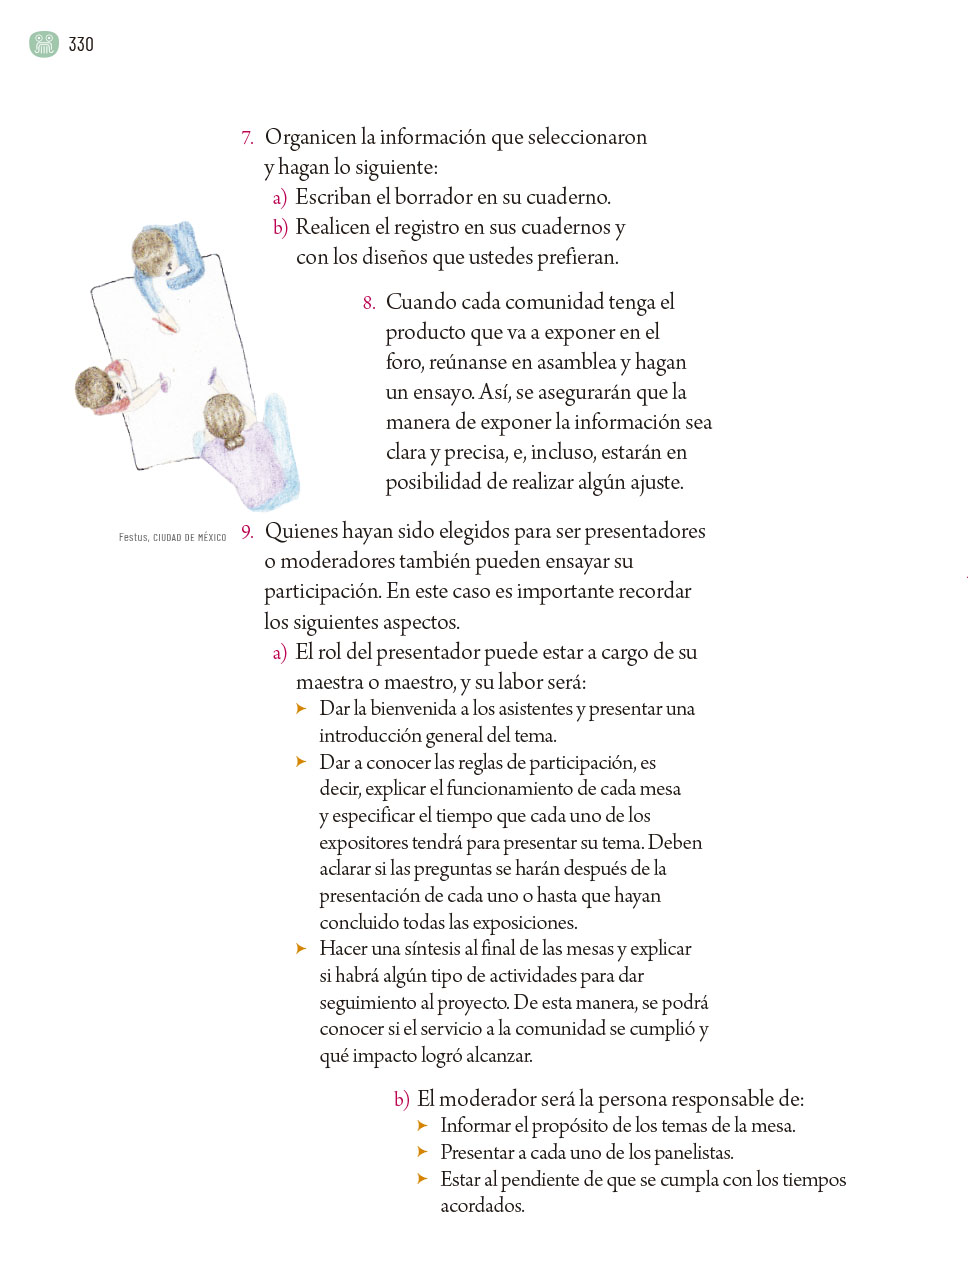 330
7. Organicen la información que seleccionaron
y hagan lo siguiente:
a) Escriban el borrador en su cuaderno.
b) Realicen el registro en sus cuadernos y
con los diseños que ustedes prefieran.
8. Cuando cada comunidad tenga el
producto que va a exponer en el
foro, reúnanse en asamblea y hagan
un ensayo. Así, se asegurarán que la
manera de exponer la información sea
clara y precisa, e, incluso, estarán en
posibilidad de realizar algún ajuste.
Festus, CIUDAD DE MÉXICO
9. Quienes hayan sido elegidos para ser presentadores
o moderadores también pueden ensayar su
participación. En este caso es importante recordar
los siguientes aspectos.
a) El rol del presentador puede estar a cargo de su
maestra o maestro, y su labor será:
➤ Dar la bienvenida a los asistentes y presentar una
introducción general del tema.
➤ Dar a conocer las reglas de participación, es
decir, explicar el funcionamiento de cada mesa
y especificar el tiempo que cada uno de los
expositores tendrá para presentar su tema. Deben
aclarar si las preguntas se harán después de la
presentación de cada uno o hasta que hayan
concluido todas las exposiciones.
➤ Hacer una síntesis al final de las mesas y explicar
si habrá algún tipo de actividades para dar
seguimiento al proyecto. De esta manera, se podrá
conocer si el servicio a la comunidad se cumplió y
qué impacto logró alcanzar.
b) El moderador será la persona responsable de:
➤ Informar el propósito de los temas de la mesa.
➤ Presentar a cada uno de los panelistas.
➤ Estar al pendiente de que se cumpla con los tiempos
acordados.